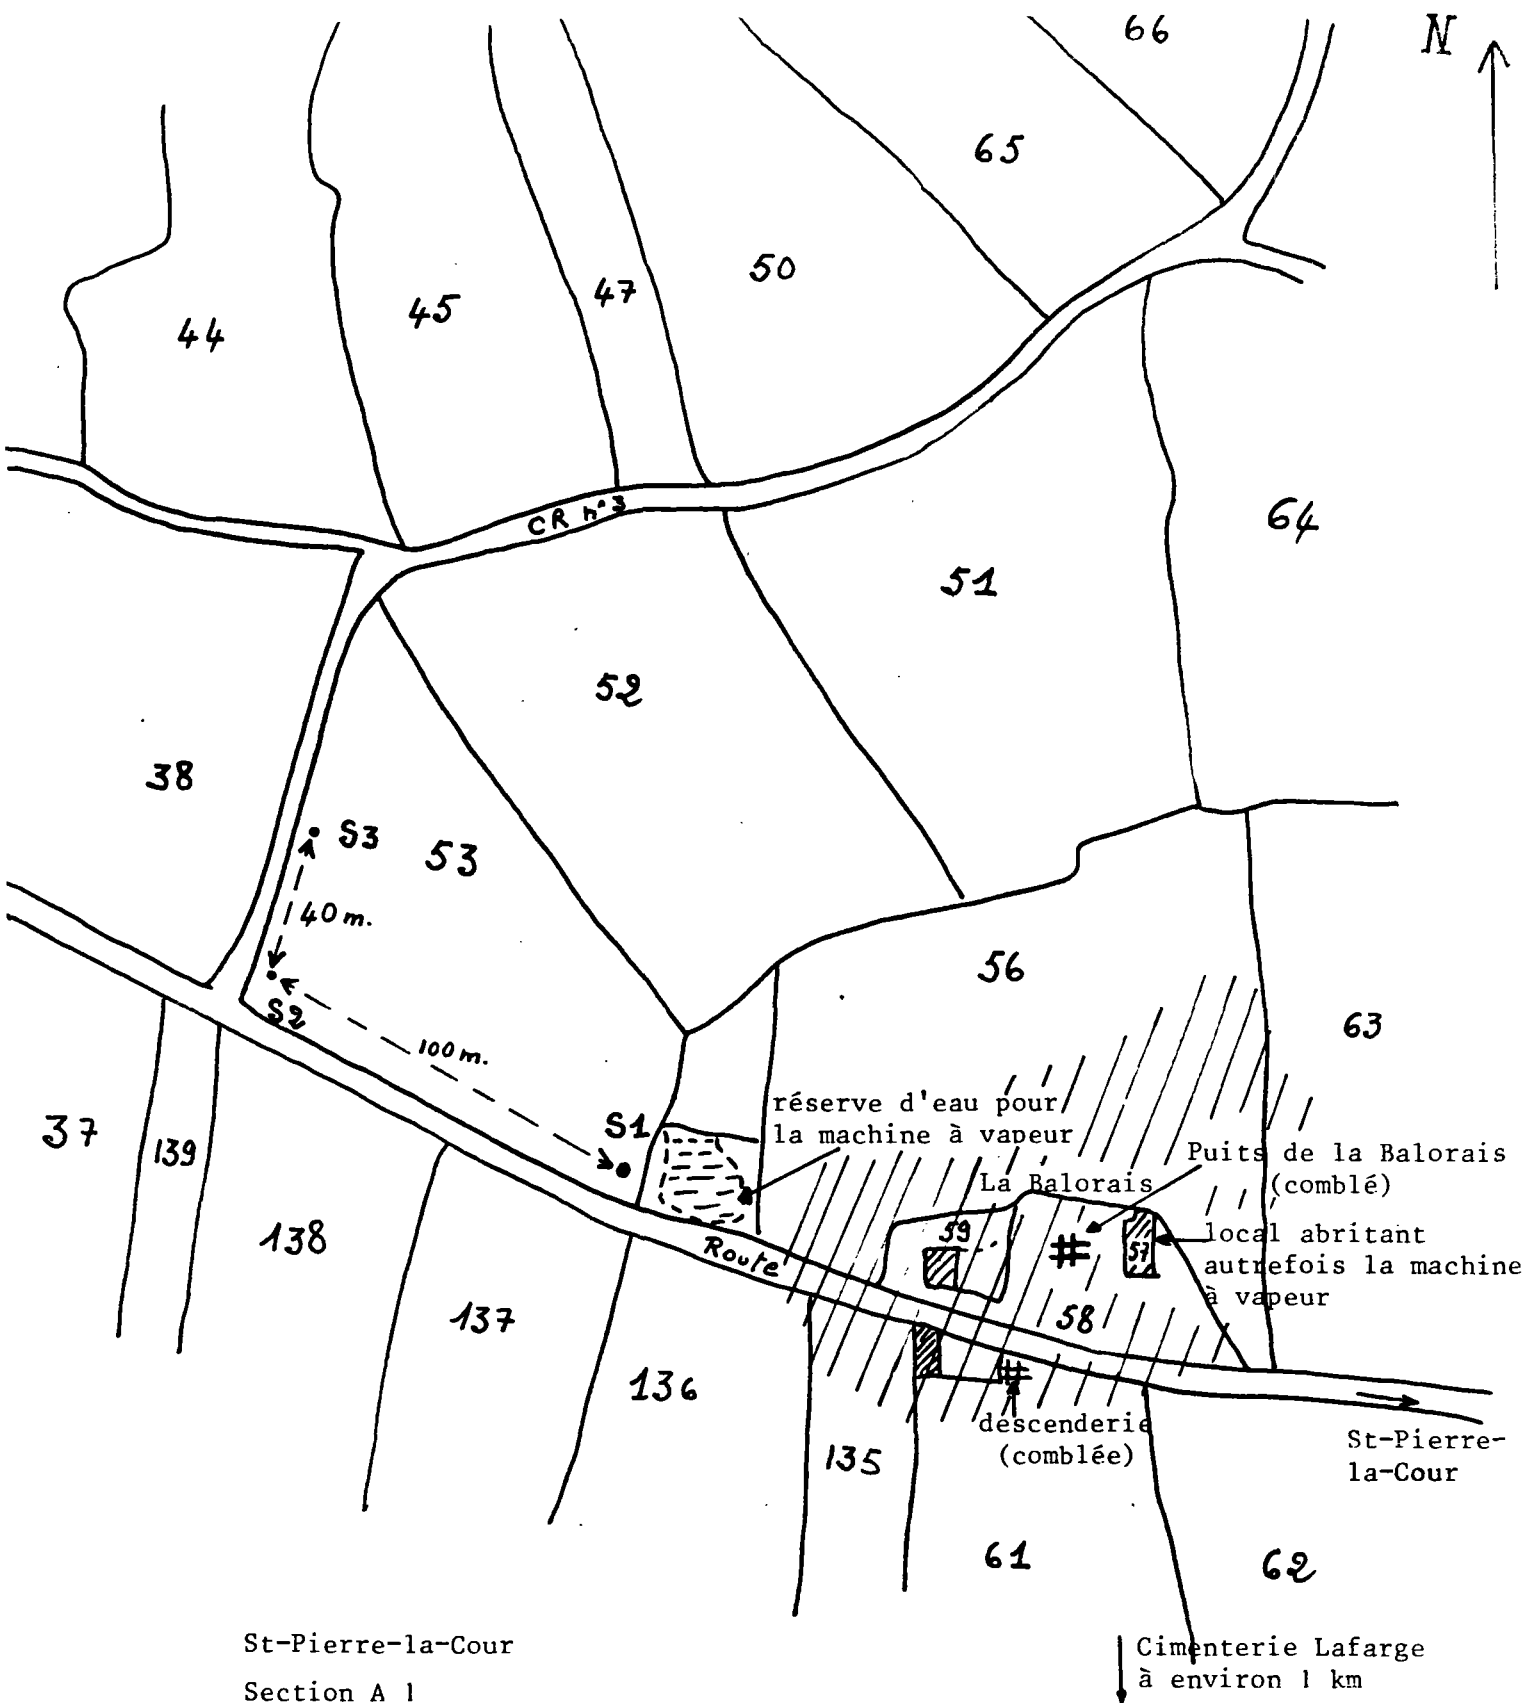 66
N
65
50
47
45
44
CR n°3
64
51
52
38
S3
53
40 m.
56
S2
63
100 m.
37
139
S1
réserve d'eau pour
la machine à vapeur
Puits de la Balorais
(comblé)
La Balorais
59
57
local abritant
autrefois la machine
à vapeur
138
Route
58
137
136
descenderie
(comblée)
135
St-Pierre-
la-Cour
61
62
St-Pierre-la-Cour
Section A 1
Cimenterie Lafarge
à environ 1 km